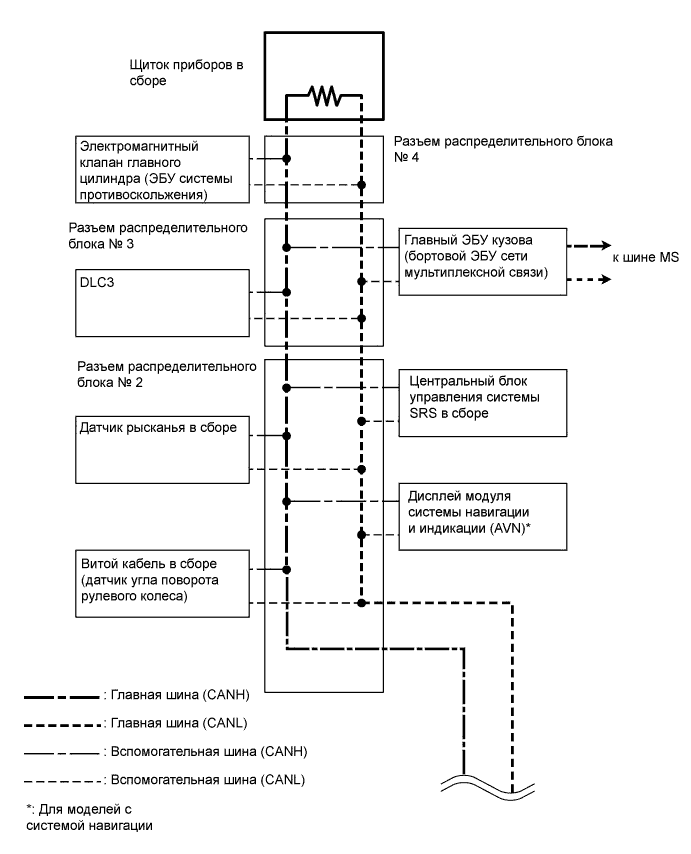 Щиток приборов в
сборе
Электромагнитный
клапан главного
цилиндра (ЭБУ системы
противоскольжения)
Разъем распределительного блока
№ 4
Разъем распределительного
блока № 3
Главный ЭБУ кузова
(бортовой ЭБУ сети
мультиплексной связи)
к шине MS
DLC3
Разъем распределительного
блока № 2
Центральный блок
управления системы
SRS в сборе
Датчик рысканья в сборе
Дисплей модуля
системы навигации
и индикации (AVN)*
Витой кабель в сборе
(датчик угла поворота
рулевого колеса)
: Главная шина (CANH)
: Главная шина (CANL)
: Вспомогательная шина (CANH)
: Вспомогательная шина (CANL)
*: Для моделей с
системой навигации